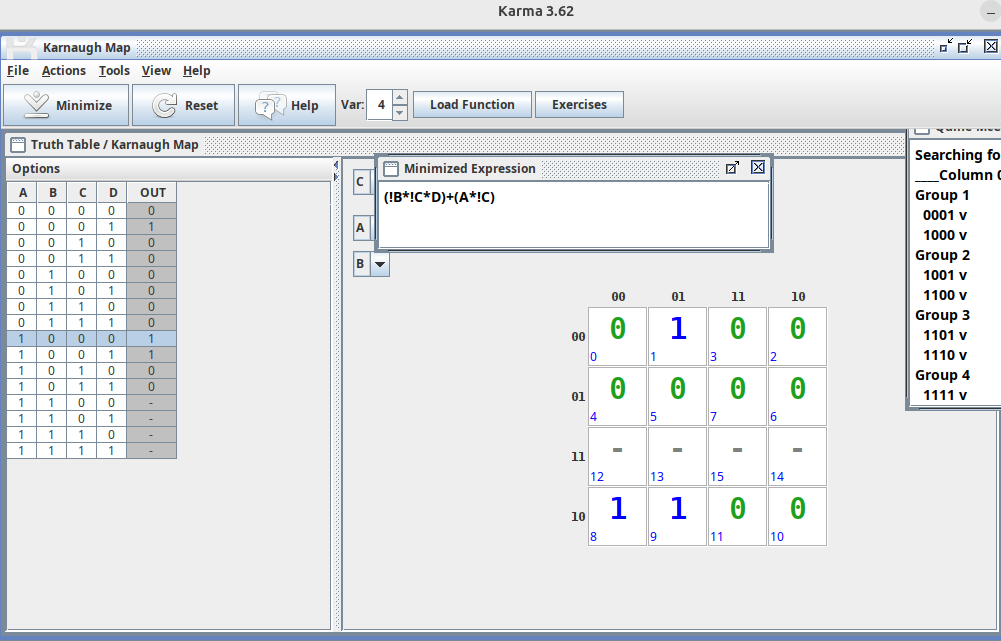 Karma 3.62
Karnaugh Map
File Actions Tools View Help
Minimize Reset Help Var: 4 Load Function Exercises
Truth Table / Karnaugh Map
Options
A B C D OUT
0 0 0 0 0
0 0 0 1 1
0 0 1 0 0
0 0 1 1 0
0 1 0 0 0
0 1 0 1 0
0 1 1 0 0
0 1 1 1 0
1 0 0 0 1
1 0 0 1 1
1 0 1 0 0
1 0 1 1 0
1 1 0 0 -
1 1 0 1 -
1 1 1 0 -
1 1 1 1 -
C
A
B
Minimized Expression
(!B*!C*D)+(A*!C)
00 01 11 10
00 0 1 0 0
0 1 3 2
01 0 0 0 0
4 5 7 6
11 - - - -
12 13 15 14
10 1 1 0 0
8 9 11 10
Searching fo
____Column 0
Group 1
0001 v
1000 v
Group 2
1001 v
1100 v
Group 3
1101 v
1110 v
Group 4
1111 v